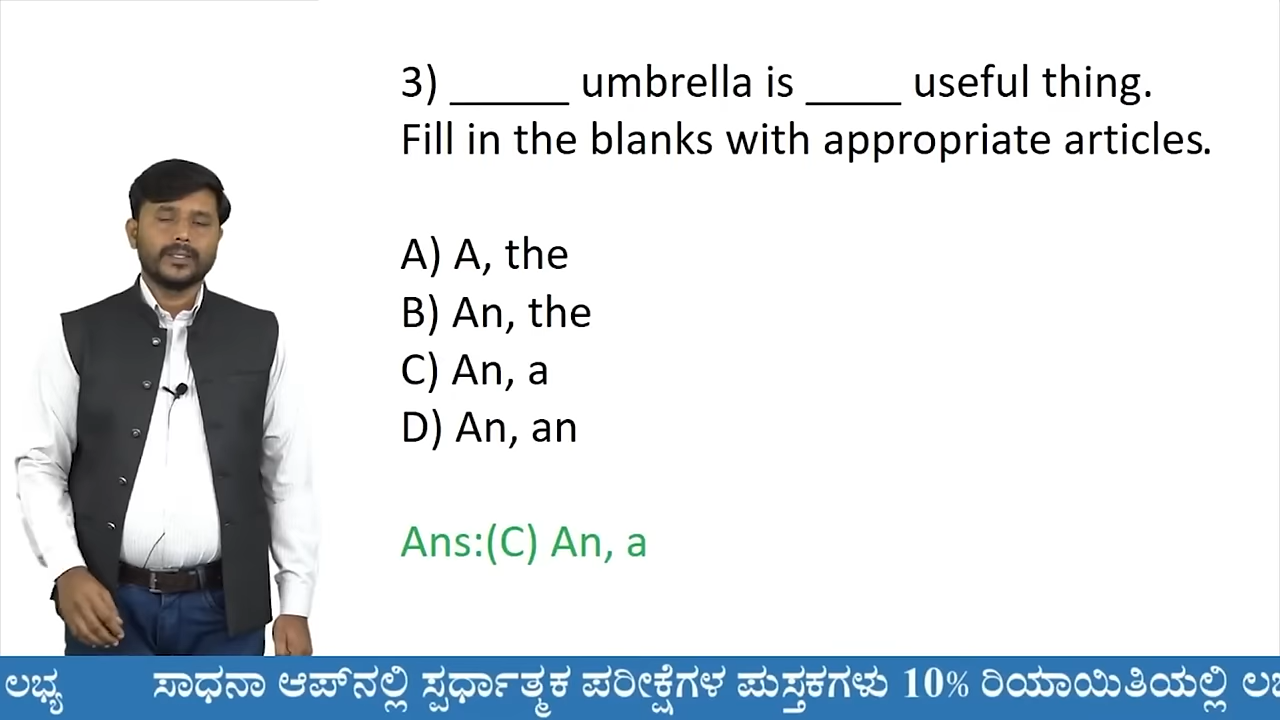 3) _____ umbrella is ____ useful thing.
Fill in the blanks with appropriate articles.
A) A, the
B) An, the
C) An, a
D) An, an
Ans:(C) An, a
ಲಭ್ಯ ಸಾಧನಾ ಆಪ್‌ನಲ್ಲಿ ಸ್ಪರ್ಧಾತ್ಮಕ ಪರೀಕ್ಷೆಗಳ ಪುಸ್ತಕಗಳು 10% ರಿಯಾಯಿತಿಯಲ್ಲಿ